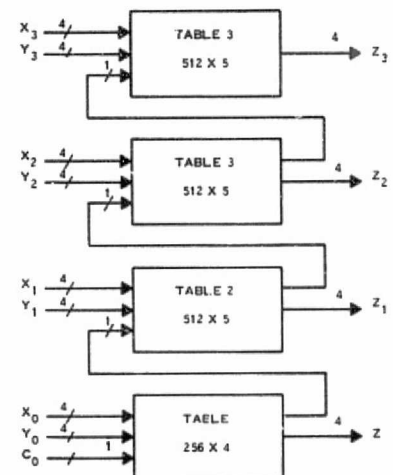 X3 4 TABLE 3 4 Z3
Y3 4 512 X 5
1
X2 4 TABLE 3 4 Z2
Y2 4 512 X 5
1
X1 4 TABLE 2 4 Z1
Y1 4 512 X 5
1
X0 4 TAELE 4 Z
Y0 4 256 X 4
C0 1